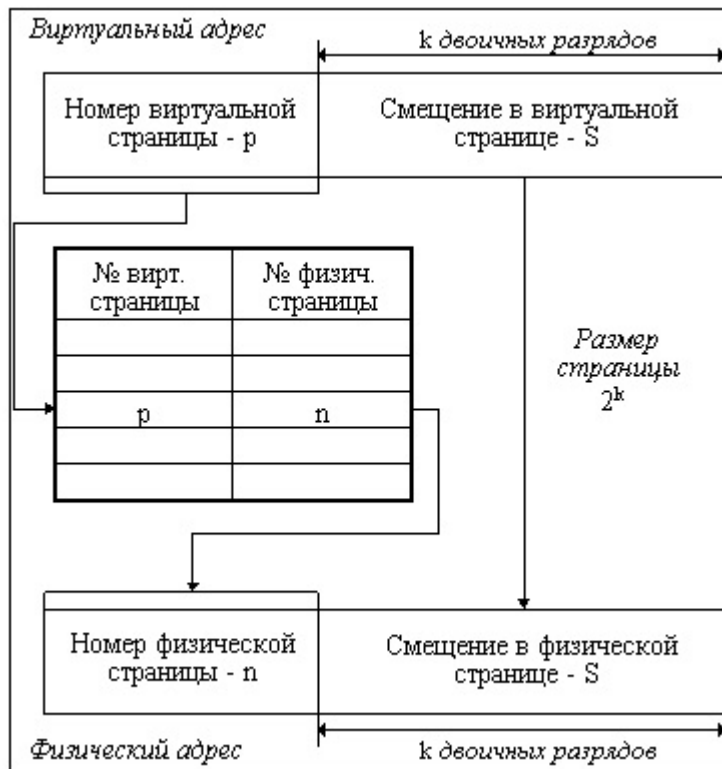 Виртуальный адрес
k двоичных разрядов
Номер виртуальной
страницы - p
Смещение в виртуальной
странице - S
№ вирт.
страницы
№ физич.
страницы
p
n
Размер
страницы
2ᵏ
Номер физической
страницы - n
Смещение в физической
странице - S
Физический адрес
k двоичных разрядов